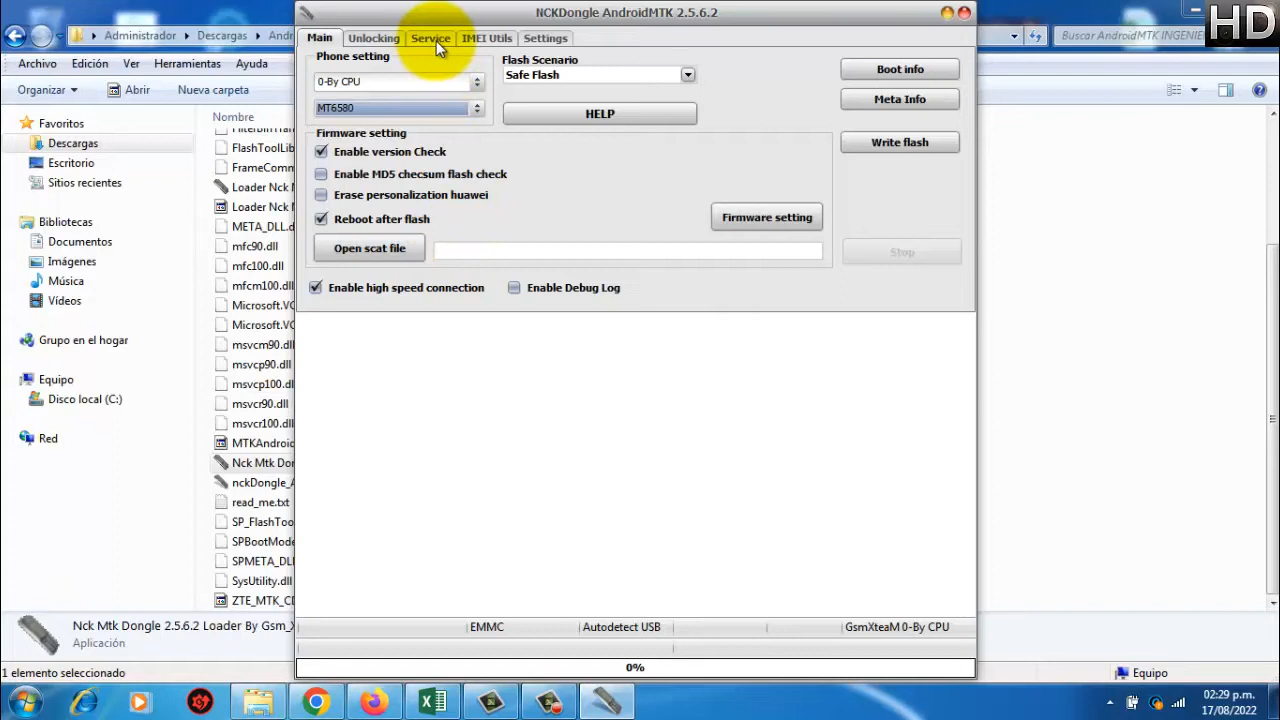 NCKDongle AndroidMTK 2.5.6.2
HD
Administrador
Descargas
Buscar AndroidMTK INGENIER
Archivo Edición Ver Herramientas Ayuda
Organizar Abrir Nueva carpeta
Favoritos
Descargas
Escritorio
Sitios recientes
Bibliotecas
Documentos
Imágenes
Música
Vídeos
Grupo en el hogar
Equipo
Disco local (C:)
Red
Nombre
FlashToolLib
FrameComm
Loader Nck M
Loader Nck M
META_DLL.d
mfc90.dll
mfc100.dll
mfcm100.dll
Microsoft.VC
Microsoft.VC
msvcm90.dll
msvcp90.dll
msvcp100.dll
msvcr90.dll
msvcr100.dll
MTKAndroid
Nck Mtk Don
nckDongle_A
read_me.txt
SP_FlashToo
SPBootMode
SPMETA_DLL
SysUtility.dll
ZTE_MTK_CD
Main Unlocking Service IMEI Utils Settings
Phone setting
0-By CPU
MT6580
Flash Scenario
Safe Flash
HELP
Boot info
Meta Info
Write flash
Stop
Firmware setting
Enable version Check
Enable MD5 checsum flash check
Erase personalization huawei
Reboot after flash
Firmware setting
Open scat file
Enable high speed connection
Enable Debug Log
EMMC Autodetect USB GsmXteaM 0-By CPU
0%
Nck Mtk Dongle 2.5.6.2 Loader By Gsm_X
Aplicación
1 elemento seleccionado
Equipo
02:29 p.m.
17/08/2022